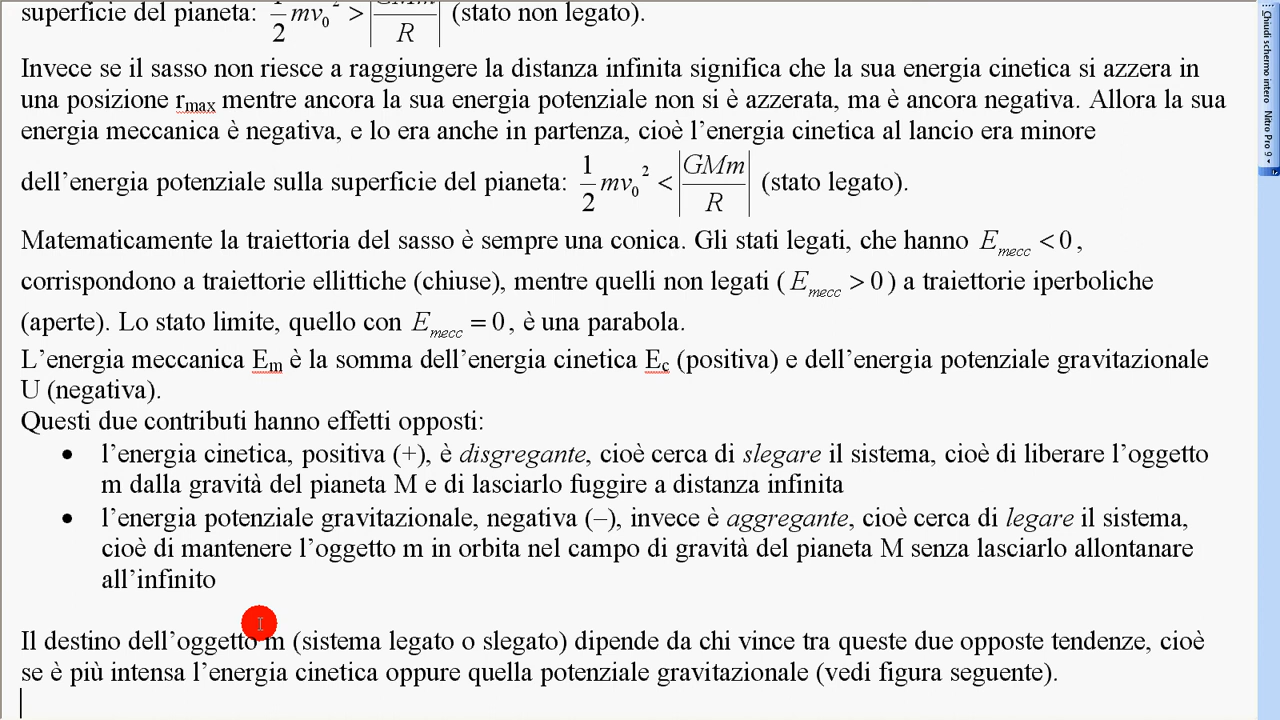 superficie del pianeta: 1/2 mv₀² > |GMm/R| (stato non legato).
Invece se il sasso non riesce a raggiungere la distanza infinita significa che la sua energia cinetica si azzera in
una posizione rmax mentre ancora la sua energia potenziale non si è azzerata, ma è ancora negativa. Allora la sua
energia meccanica è negativa, e lo era anche in partenza, cioè l’energia cinetica al lancio era minore
dell’energia potenziale sulla superficie del pianeta: 1/2 mv₀² < |GMm/R| (stato legato).
Matematicamente la traiettoria del sasso è sempre una conica. Gli stati legati, che hanno Emecc < 0,
corrispondono a traiettorie ellittiche (chiuse), mentre quelli non legati (Emecc > 0) a traiettorie iperboliche
(aperte). Lo stato limite, quello con Emecc = 0, è una parabola.
L’energia meccanica Em è la somma dell’energia cinetica Ec (positiva) e dell’energia potenziale gravitazionale
U (negativa).
Questi due contributi hanno effetti opposti:
• l’energia cinetica, positiva (+), è disgregante, cioè cerca di slegare il sistema, cioè di liberare l’oggetto
m dalla gravità del pianeta M e di lasciarlo fuggire a distanza infinita
• l’energia potenziale gravitazionale, negativa (–), invece è aggregante, cioè cerca di legare il sistema,
cioè di mantenere l’oggetto m in orbita nel campo di gravità del pianeta M senza lasciarlo allontanare
all’infinito
Il destino dell’oggetto m (sistema legato o slegato) dipende da chi vince tra queste due opposte tendenze, cioè
se è più intensa l’energia cinetica oppure quella potenziale gravitazionale (vedi figura seguente).
Chiudi schermo intero
Nitro Pro 9